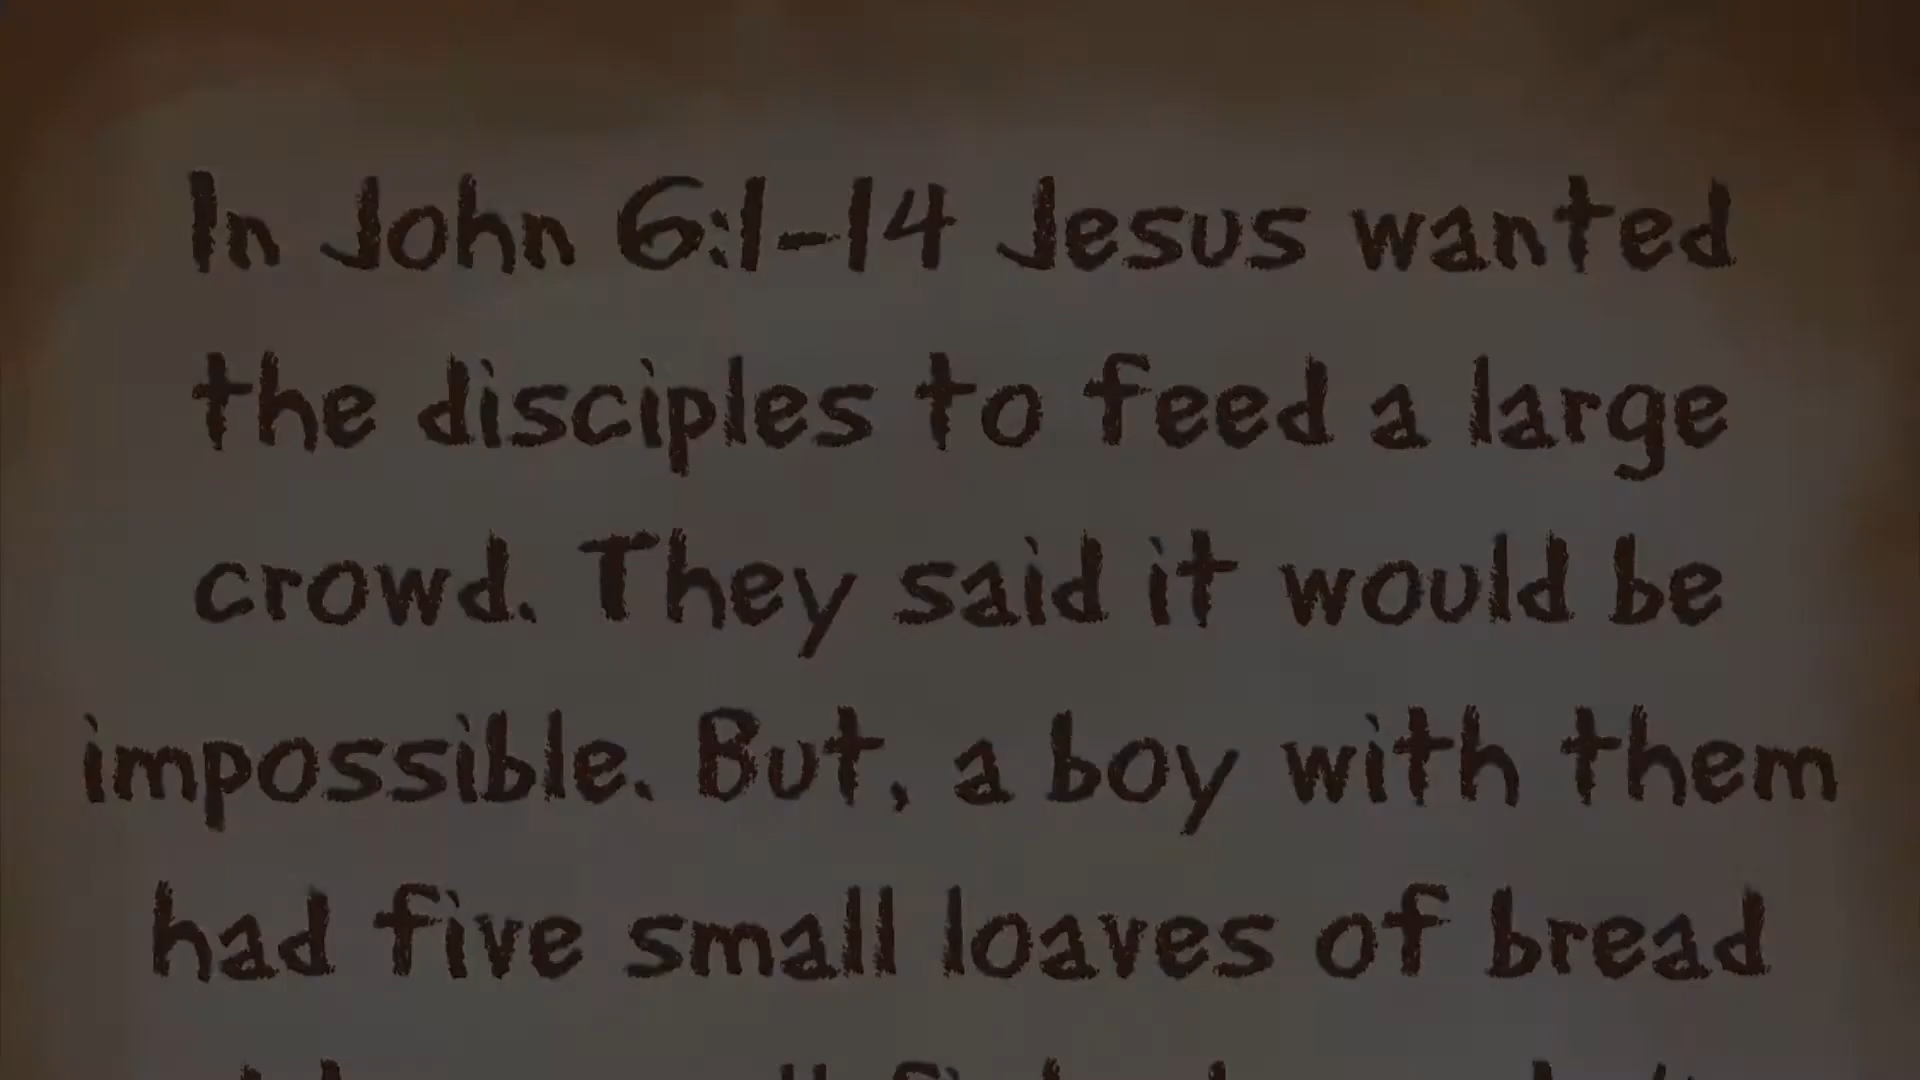 In John 6:1-14 Jesus wanted
the disciples to feed a large
crowd. They said it would be
impossible. But, a boy with them
had five small loaves of bread